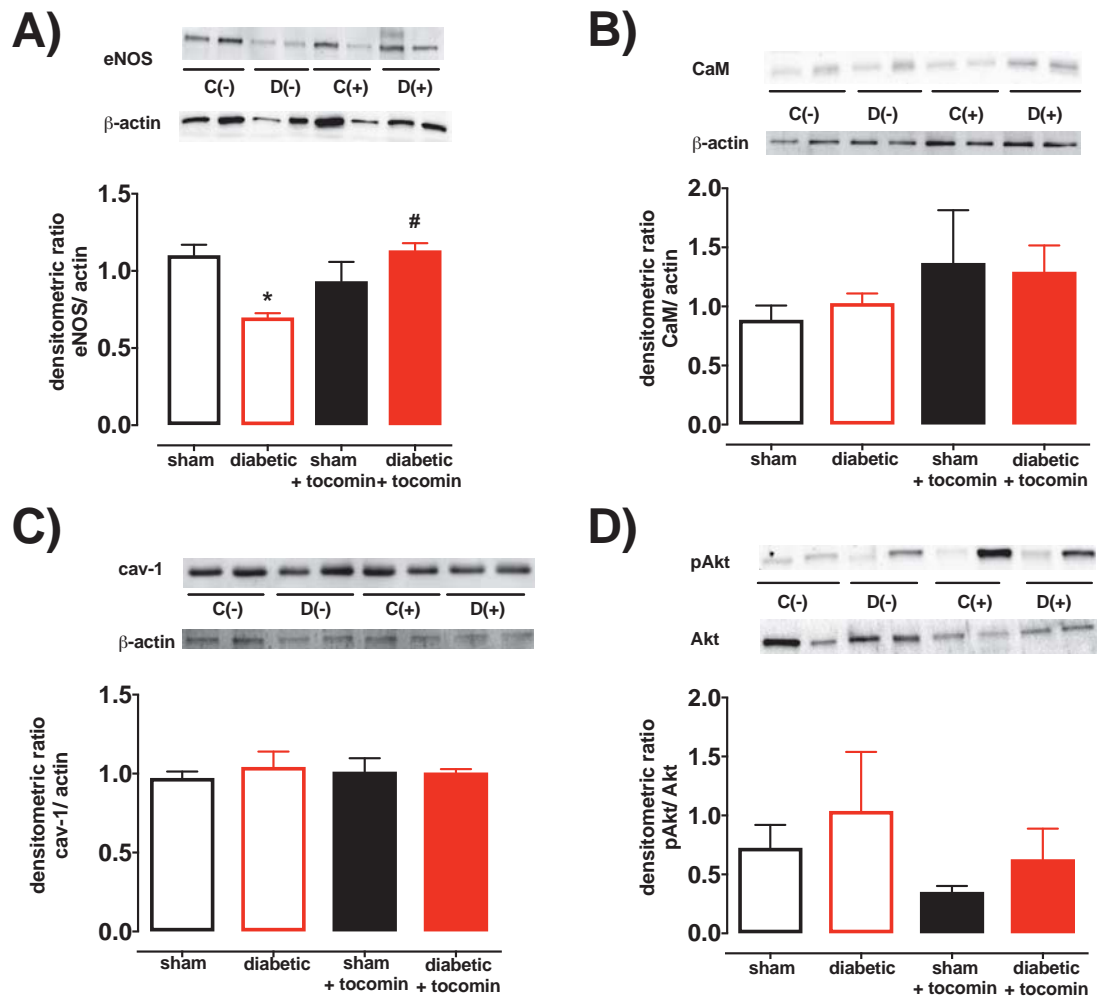 A)
eNOS
C(-) D(-) C(+) D(+)
β-actin
densitometric ratio
eNOS/ actin
1.5
1.0
0.5
0.0
*
#
sham diabetic sham diabetic
+ tocomin + tocomin
B)
CaM
C(-) D(-) C(+) D(+)
β-actin
densitometric ratio
CaM/ actin
2.0
1.5
1.0
0.5
0.0
sham diabetic sham diabetic
+ tocomin + tocomin
C)
cav-1
C(-) D(-) C(+) D(+)
β-actin
densitometric ratio
cav-1/ actin
1.5
1.0
0.5
0.0
sham diabetic sham diabetic
+ tocomin + tocomin
D)
pAkt
C(-) D(-) C(+) D(+)
Akt
densitometric ratio
pAkt/ Akt
2.0
1.5
1.0
0.5
0.0
sham diabetic sham diabetic
+ tocomin + tocomin